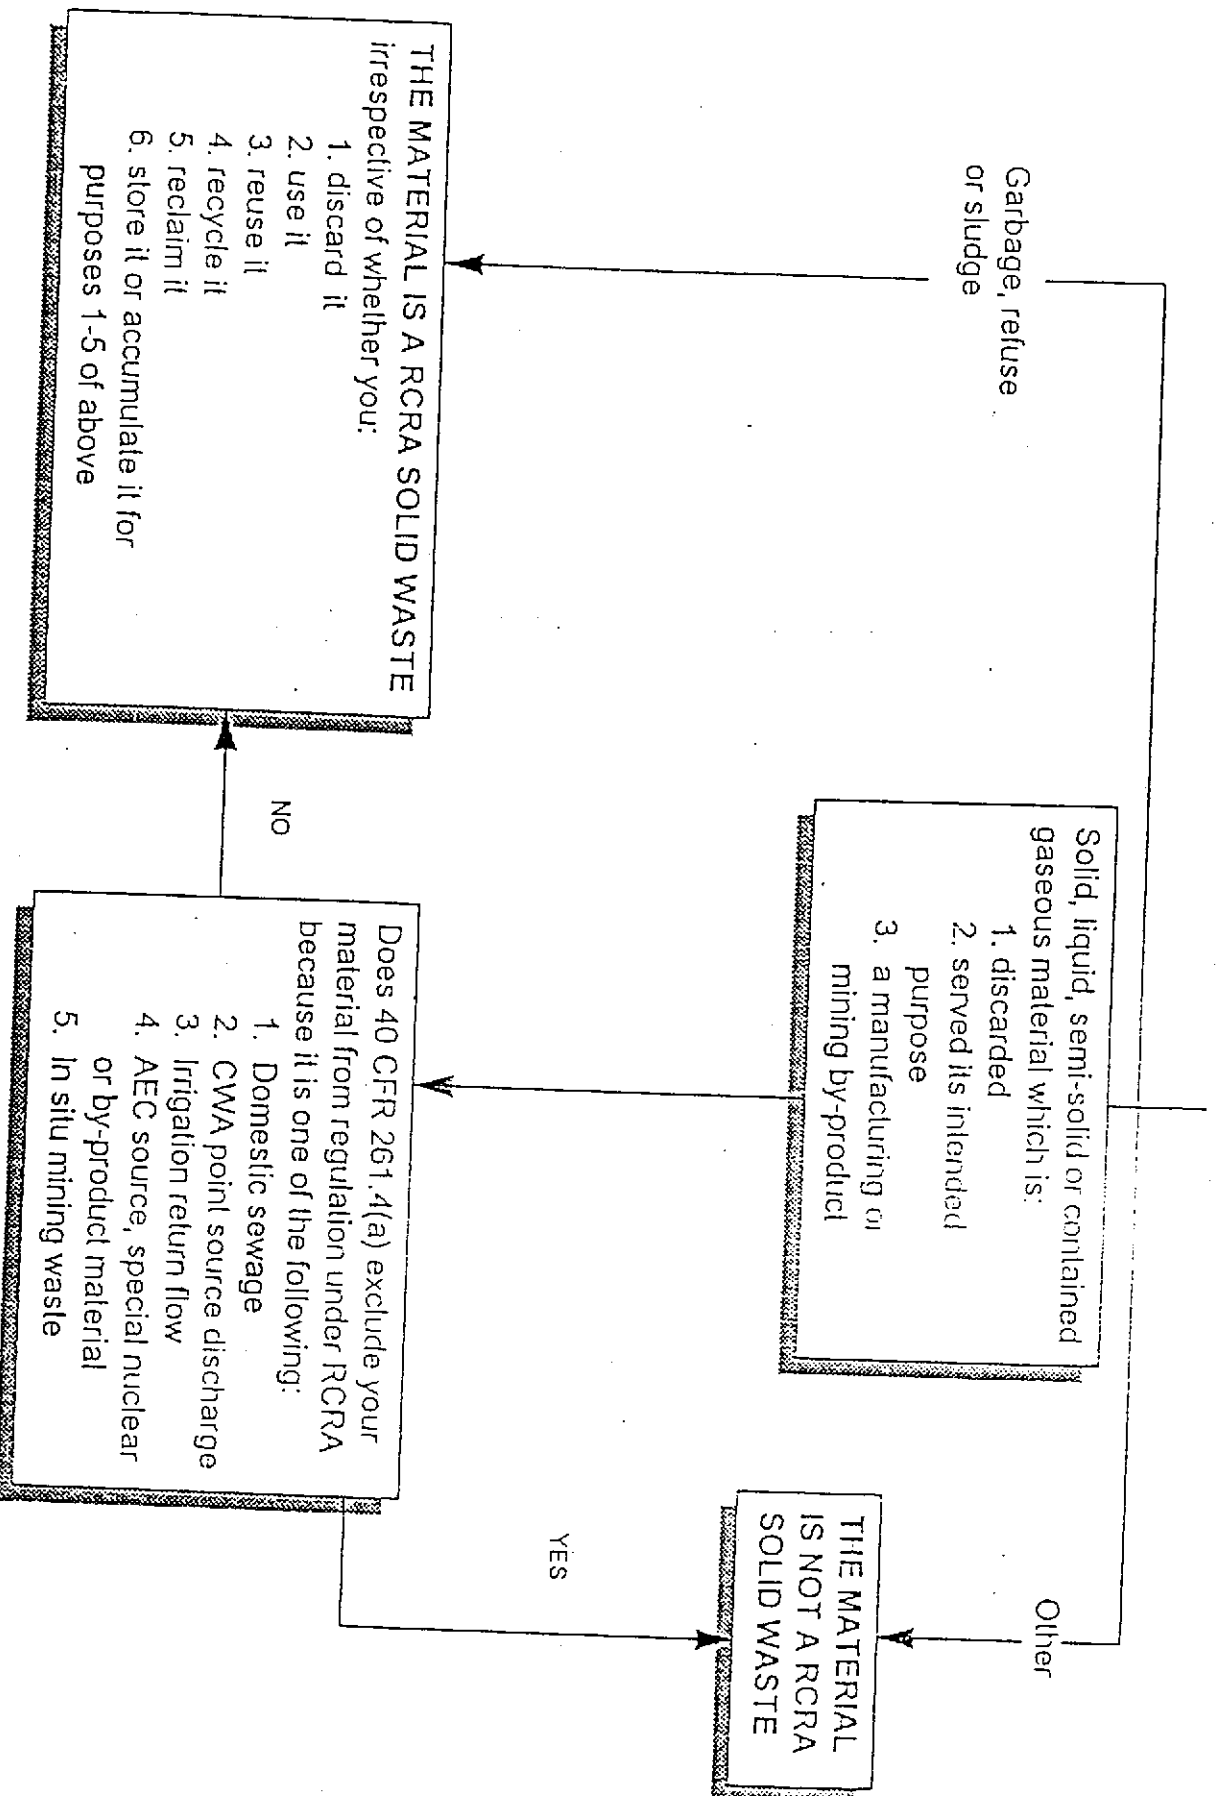 Garbage, refuse
or sludge
Other
Solid, liquid, semi-solid or contained
gaseous material which is:
1. discarded
2. served its intended
purpose
3. a manufacturing or
mining by-product
THE MATERIAL
IS NOT A RCRA
SOLID WASTE
THE MATERIAL IS A RCRA SOLID WASTE
irrespective of whether you:
1. discard it
2. use it
3. reuse it
4. recycle it
5. reclaim it
6. store it or accumulate it for
purposes 1-5 of above
NO
Does 40 CFR 261.4(a) exclude your
material from regulation under RCRA
because it is one of the following:
1. Domestic sewage
2. CWA point source discharge
3. Irrigation return flow
4. AEC source, special nuclear
or by-product material
5. In situ mining waste
YES